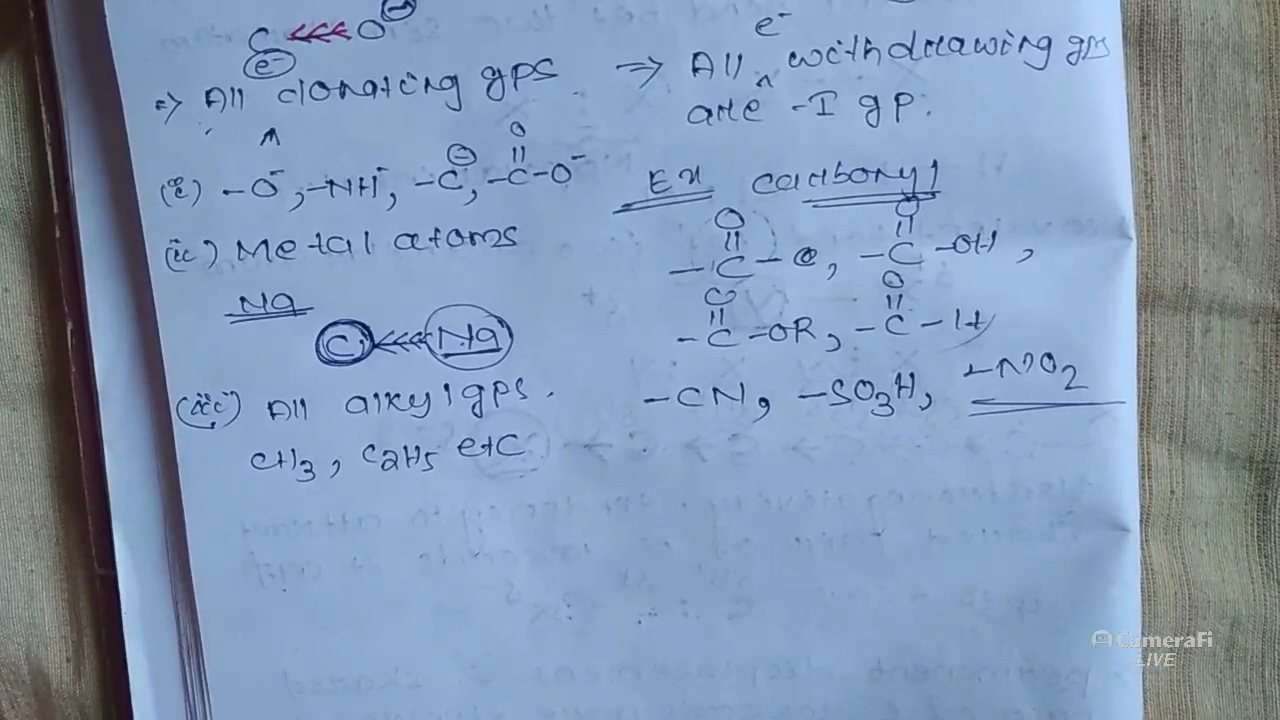 C <<< O⊖
e⁻
⇒ All donating gps.
(i) -O⁻, -NH⁻, -C⊖, -C(=O)-O⁻
(ii) Metal atoms
Na
C <<< Na
(iii) All alkyl gps.
CH3, C2H5 etc
e⁻
⇒ All withdrawing gps
are -I gp.
Ex carbonyl
O O
|| ||
-C-e, -C-OH,
O O
|| ||
-C-OR, -C-H
-CN, -SO3H, -NO2
CameraFi
LIVE